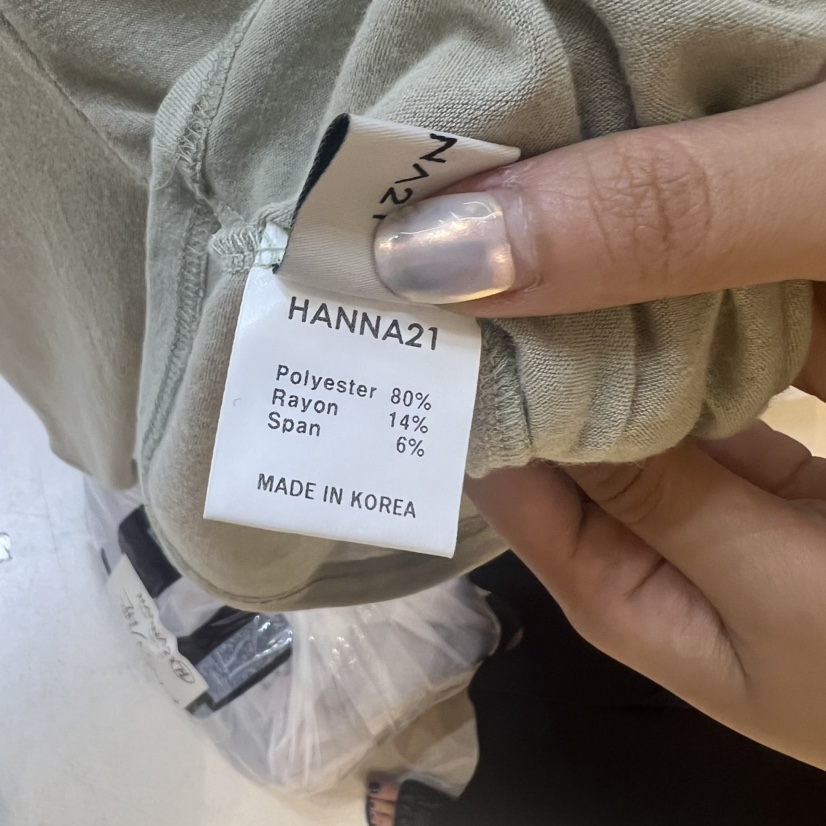 HANNA21
Polyester 80%
Rayon 14%
Span 6%
MADE IN KOREA